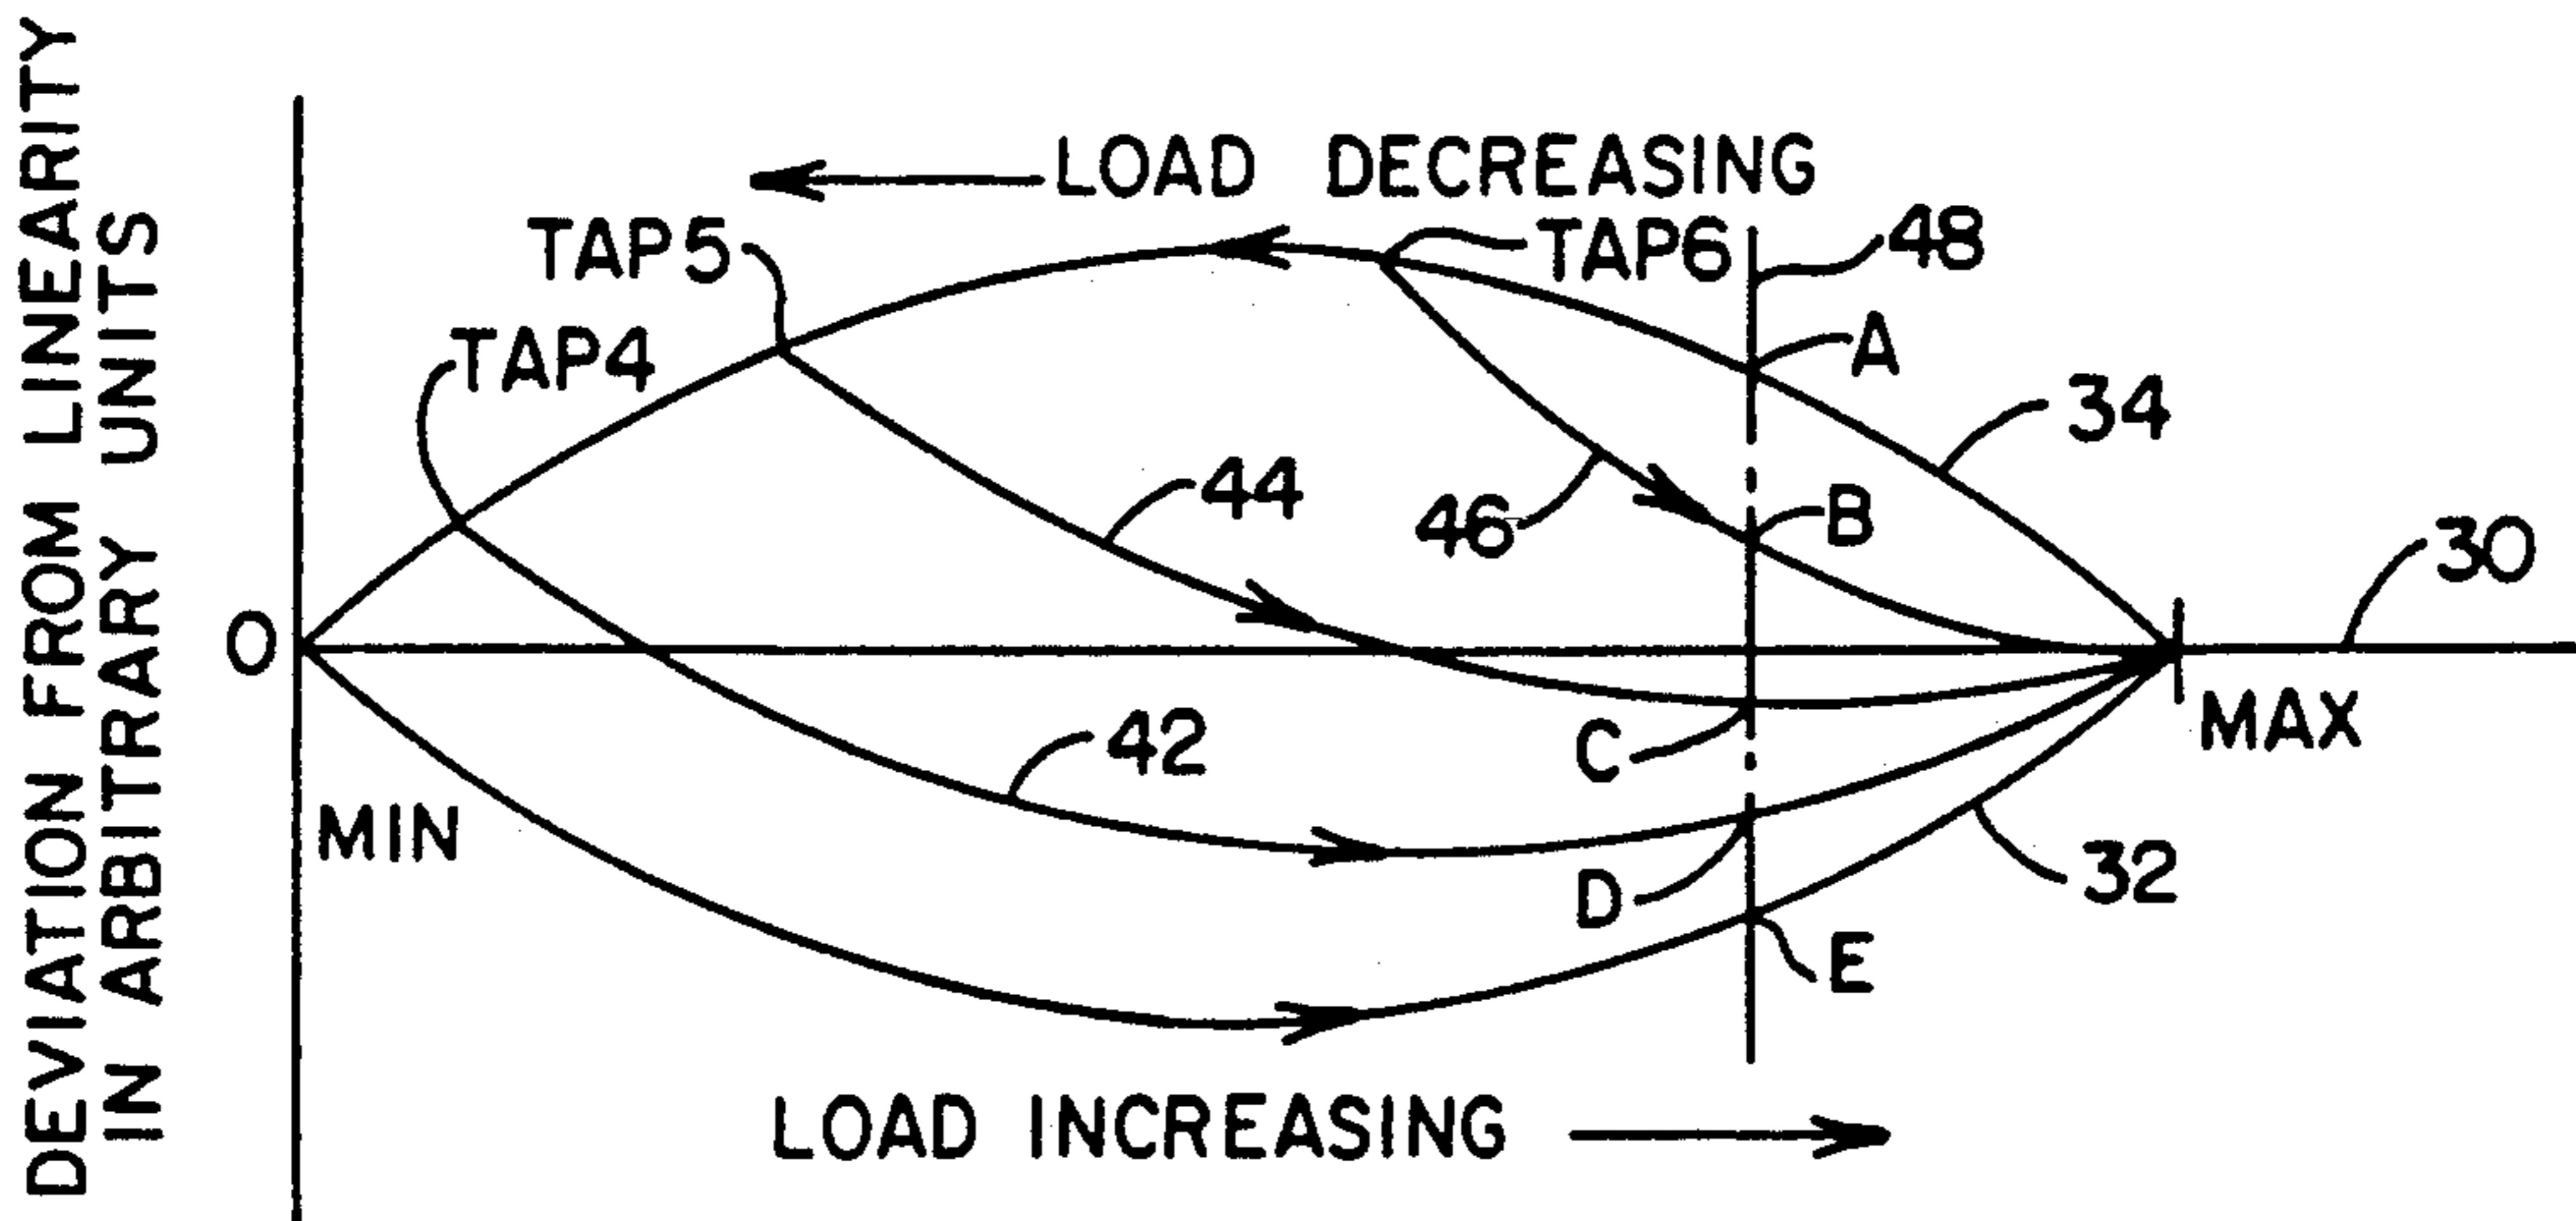 DEVIATION FROM LINEARITY
IN ARBITRARY UNITS
LOAD DECREASING
TAP5
TAP6
48
TAP4
A
34
44
46
B
30
O
42
C
MAX
MIN
D
32
E
LOAD INCREASING